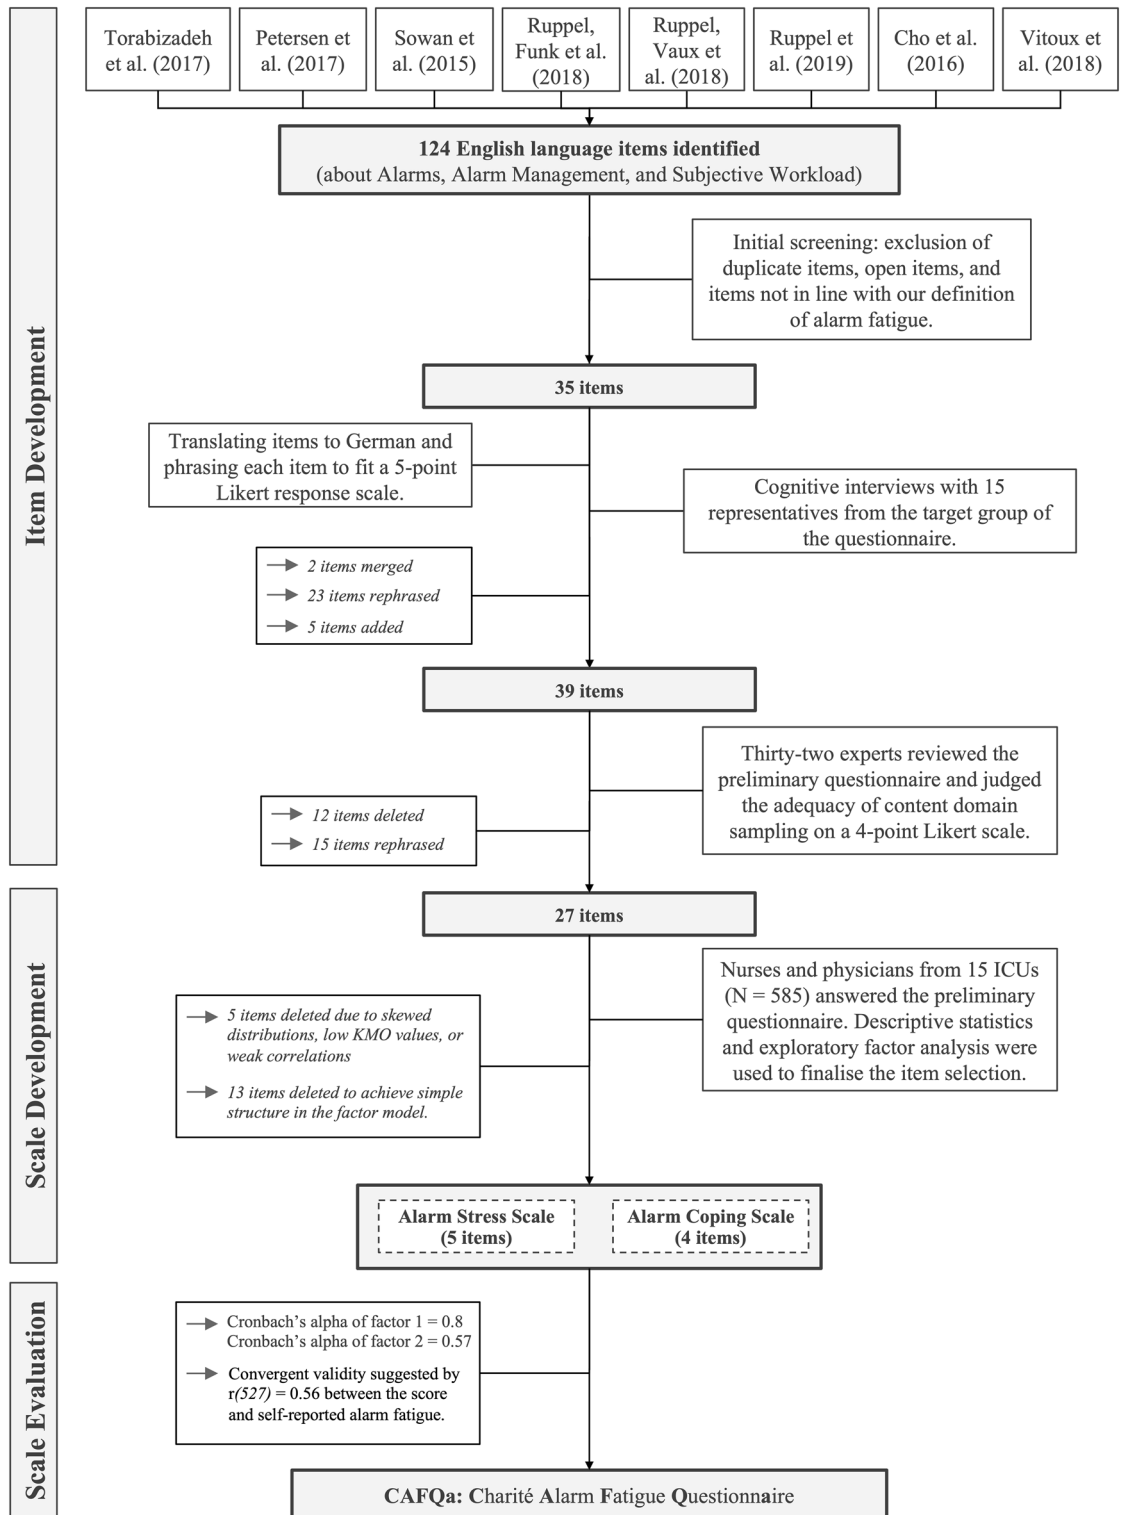 Torabizadeh
et al. (2017)
Petersen et
al. (2017)
Sowan et
al. (2015)
Ruppel,
Funk et al.
(2018)
Ruppel,
Vaux et
al. (2018)
Ruppel et
al. (2019)
Cho et al.
(2016)
Vitoux et
al. (2018)
Item Development
124 English language items identified
(about Alarms, Alarm Management, and Subjective Workload)
Initial screening: exclusion of
duplicate items, open items, and
items not in line with our definition
of alarm fatigue.
35 items
Translating items to German and
phrasing each item to fit a 5-point
Likert response scale.
Cognitive interviews with 15
representatives from the target group of
the questionnaire.
2 items merged
23 items rephrased
5 items added
39 items
Thirty-two experts reviewed the
preliminary questionnaire and judged
the adequacy of content domain
sampling on a 4-point Likert scale.
12 items deleted
15 items rephrased
Scale Development
27 items
Nurses and physicians from 15 ICUs
(N = 585) answered the preliminary
questionnaire. Descriptive statistics
and exploratory factor analysis were
used to finalise the item selection.
5 items deleted due to skewed
distributions, low KMO values, or
weak correlations
13 items deleted to achieve simple
structure in the factor model.
Alarm Stress Scale
(5 items)
Alarm Coping Scale
(4 items)
Scale Evaluation
Cronbach's alpha of factor 1 = 0.8
Cronbach's alpha of factor 2 = 0.57
Convergent validity suggested by
r(527) = 0.56 between the score
and self-reported alarm fatigue.
CAFQa: Charité Alarm Fatigue Questionnaire